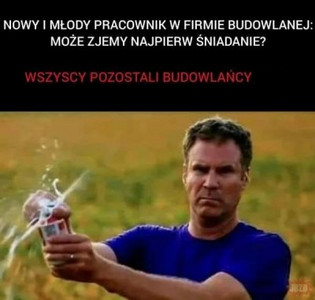 NOWY I MŁODY PRACOWNIK W FIRMIE BUDOWLANEJ:
MOŻE ZJEMY NAJPIERW ŚNIADANIE?
WSZYSCY POZOSTALI BUDOWLAŃCY